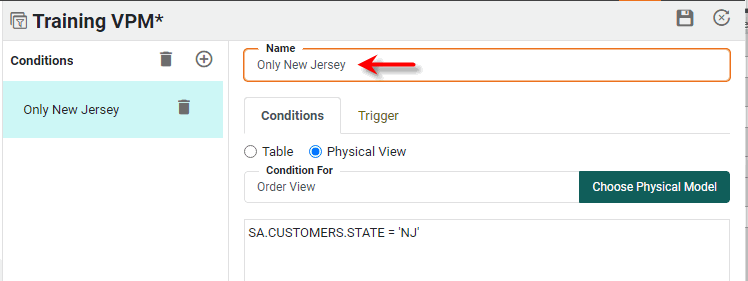 Training VPM*
Conditions
Only New Jersey
Name
Only New Jersey
Conditions Trigger
Table Physical View
Condition For
Order View
Choose Physical Model
SA.CUSTOMERS.STATE = 'NJ'